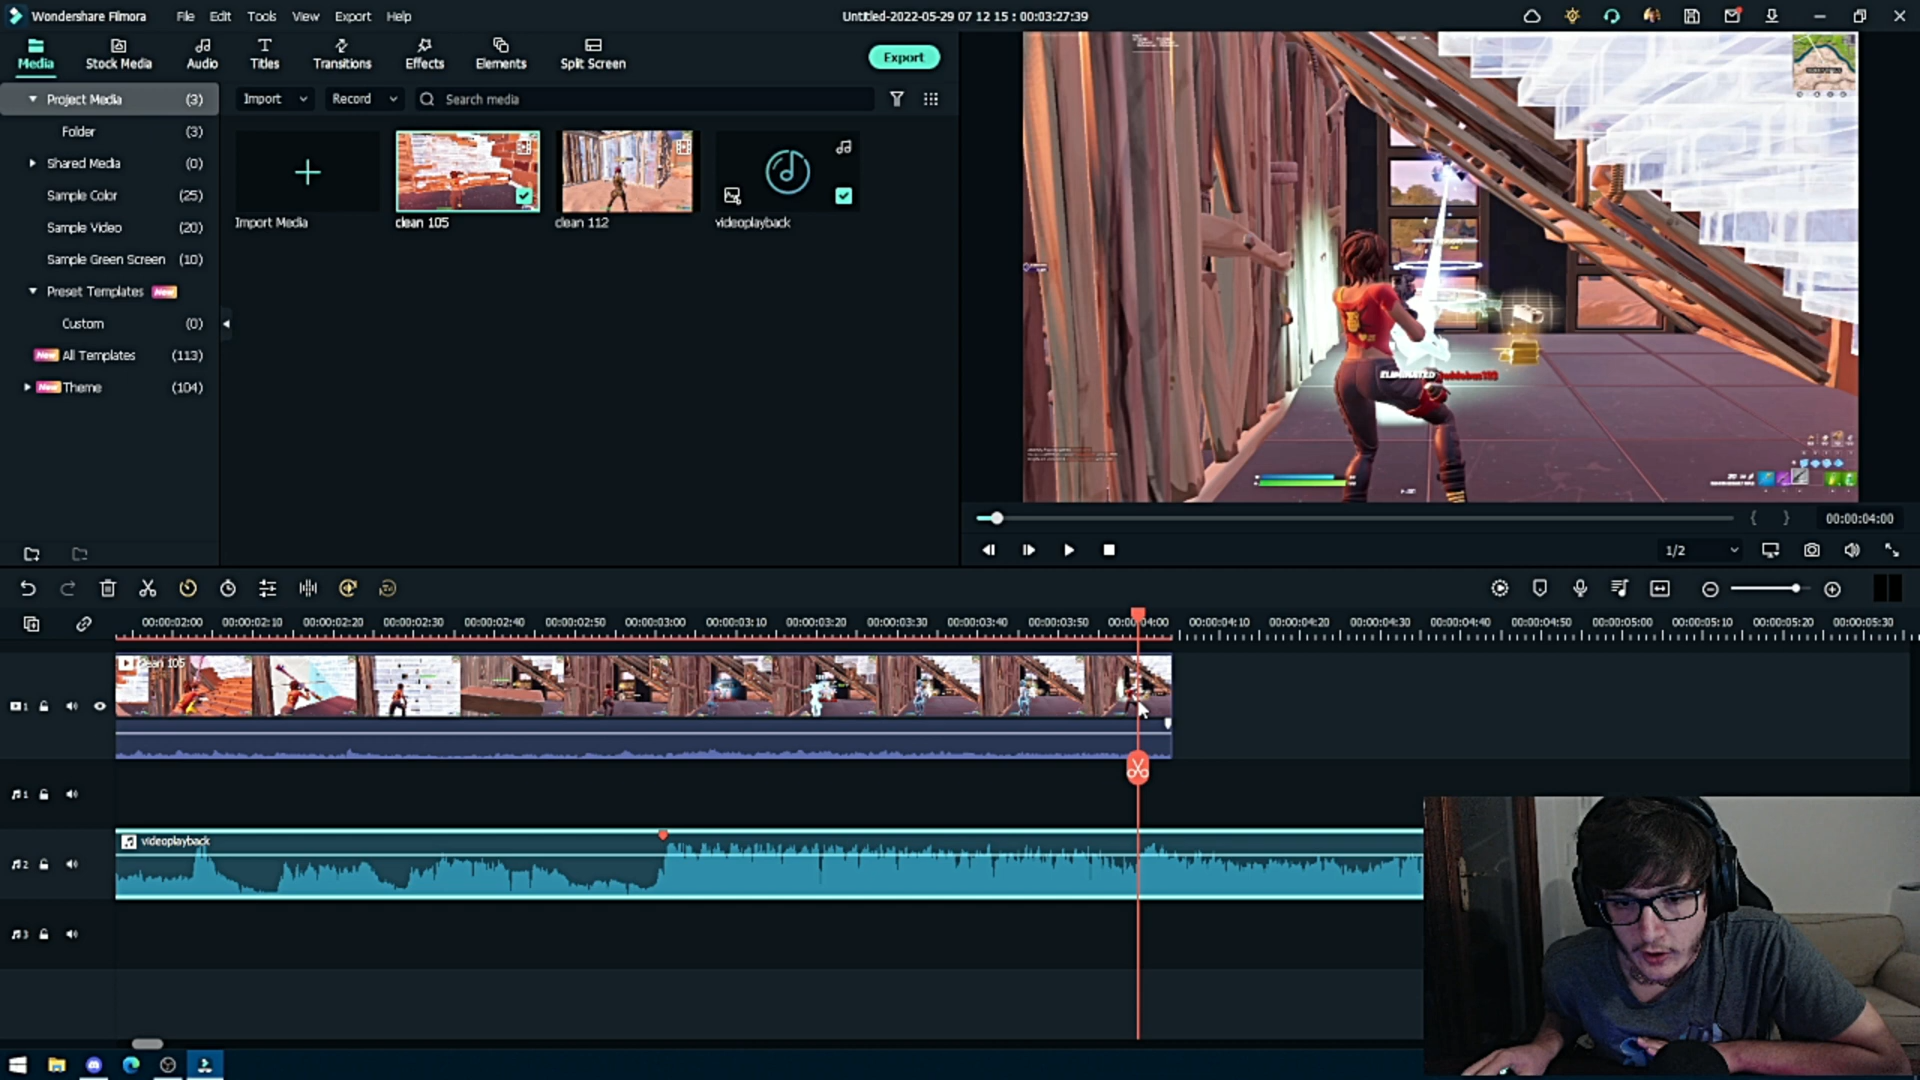 Wondershare Filmora
File Edit Tools View Export Help
Untitled-2022-05-29 07 12 15 : 00:03:27:39
Media Stock Media Audio Titles Transitions Effects Elements Split Screen
Export
Project Media (3)
Import Record Search media
Folder (3)
Shared Media (0)
Sample Color (25)
Sample Video (20)
Import Media clean 105 clean 112 videoplayback
Sample Green Screen (10)
Preset Templates New
Custom (0)
New All Templates (113)
New Theme (104)
ELIMINATED
00:00:04:00
1/2
00:00:02:00 00:00:02:10 00:00:02:20 00:00:02:30 00:00:02:40 00:00:02:50 00:00:03:00 00:00:03:10 00:00:03:20 00:00:03:30 00:00:03:40 00:00:03:50 00:00:04:00 00:00:04:10 00:00:04:20 00:00:04:30 00:00:04:40 00:00:04:50 00:00:05:00 00:00:05:10 00:00:05:20 00:00:05:30
clean 105
1
1
videoplayback
2
3